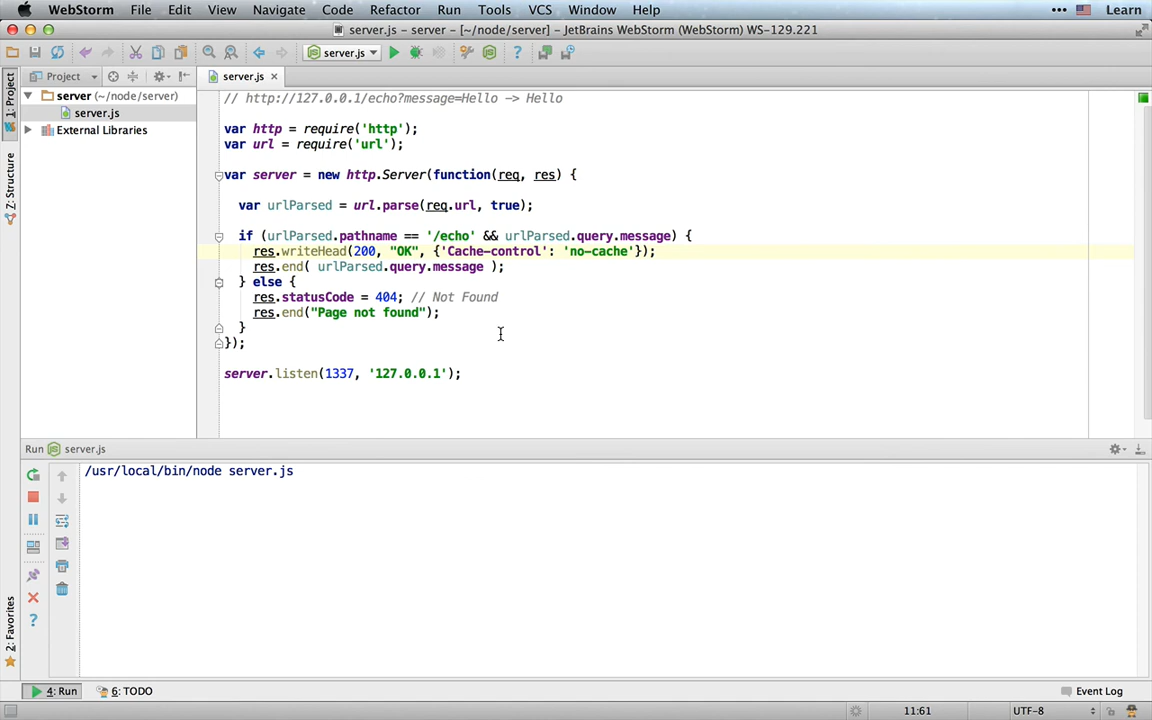 WebStorm File Edit View Navigate Code Refactor Run Tools VCS Window Help ••• Learn
server.js – server – [~/node/server] – JetBrains WebStorm (WebStorm) WS-129.221
server.js
Project
server.js
server (~/node/server)
server.js
External Libraries
1: Project
Z: Structure
2: Favorites
// http://127.0.0.1/echo?message=Hello -> Hello
var http = require('http');
var url = require('url');
var server = new http.Server(function(req, res) {
var urlParsed = url.parse(req.url, true);
if (urlParsed.pathname == '/echo' && urlParsed.query.message) {
res.writeHead(200, "OK", {'Cache-control': 'no-cache'});
res.end( urlParsed.query.message );
} else {
res.statusCode = 404; // Not Found
res.end("Page not found");
}
});
server.listen(1337, '127.0.0.1');
Run server.js
/usr/local/bin/node server.js
4: Run 6: TODO Event Log
11:61 UTF-8